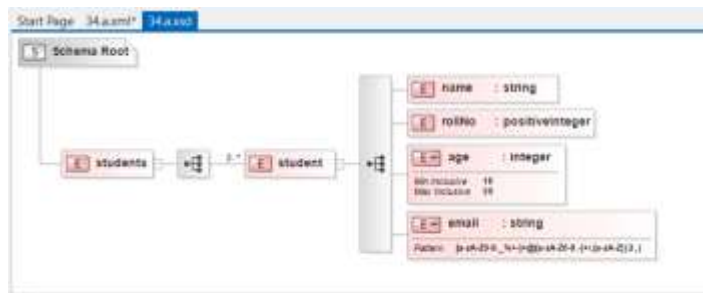 Start Page 34.a.xml* 34.a.xsd
S Schema Root
E name : string
E rollNo : positiveInteger
E students
E student
E age : integer
Min Inclusive
Max Inclusive
E email : string
Pattern